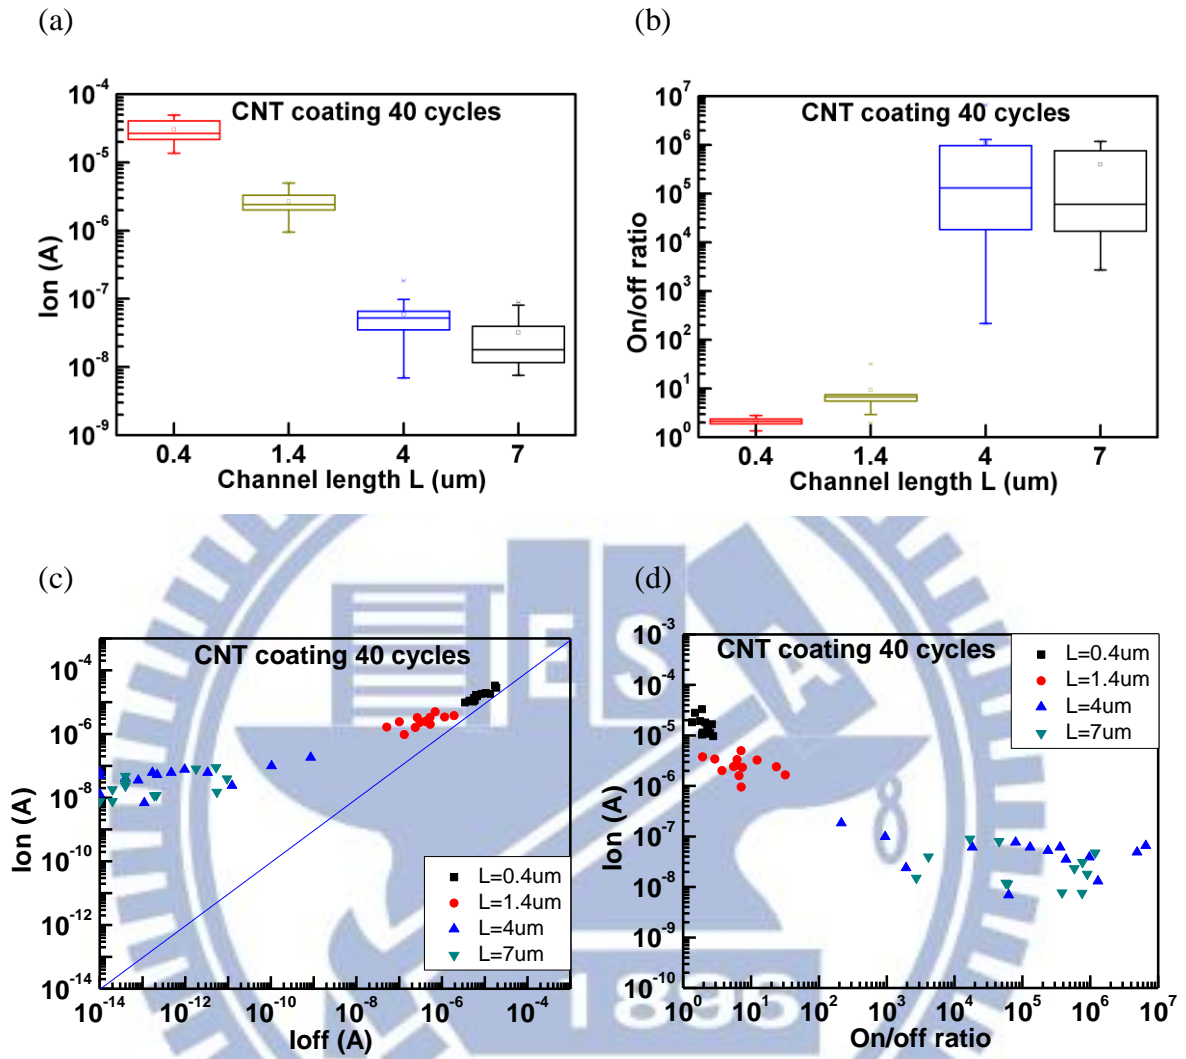 (a)
(b)
CNT coating 40 cycles
10^-4
10^-5
10^-6
10^-7
10^-8
10^-9
Ion (A)
0.4
1.4
4
7
Channel length L (um)
CNT coating 40 cycles
10^7
10^6
10^5
10^4
10^3
10^2
10^1
10^0
On/off ratio
0.4
1.4
4
7
Channel length L (um)
(c)
(d)
CNT coating 40 cycles
10^-4
10^-6
10^-8
10^-10
10^-12
10^-14
Ion (A)
L=0.4um
L=1.4um
L=4um
L=7um
10^-14
10^-12
10^-10
10^-8
10^-6
10^-4
Ioff (A)
CNT coating 40 cycles
10^-3
10^-4
10^-5
10^-6
10^-7
10^-8
10^-9
10^-10
Ion (A)
L=0.4um
L=1.4um
L=4um
L=7um
10^0
10^1
10^2
10^3
10^4
10^5
10^6
10^7
On/off ratio
E S A
1896